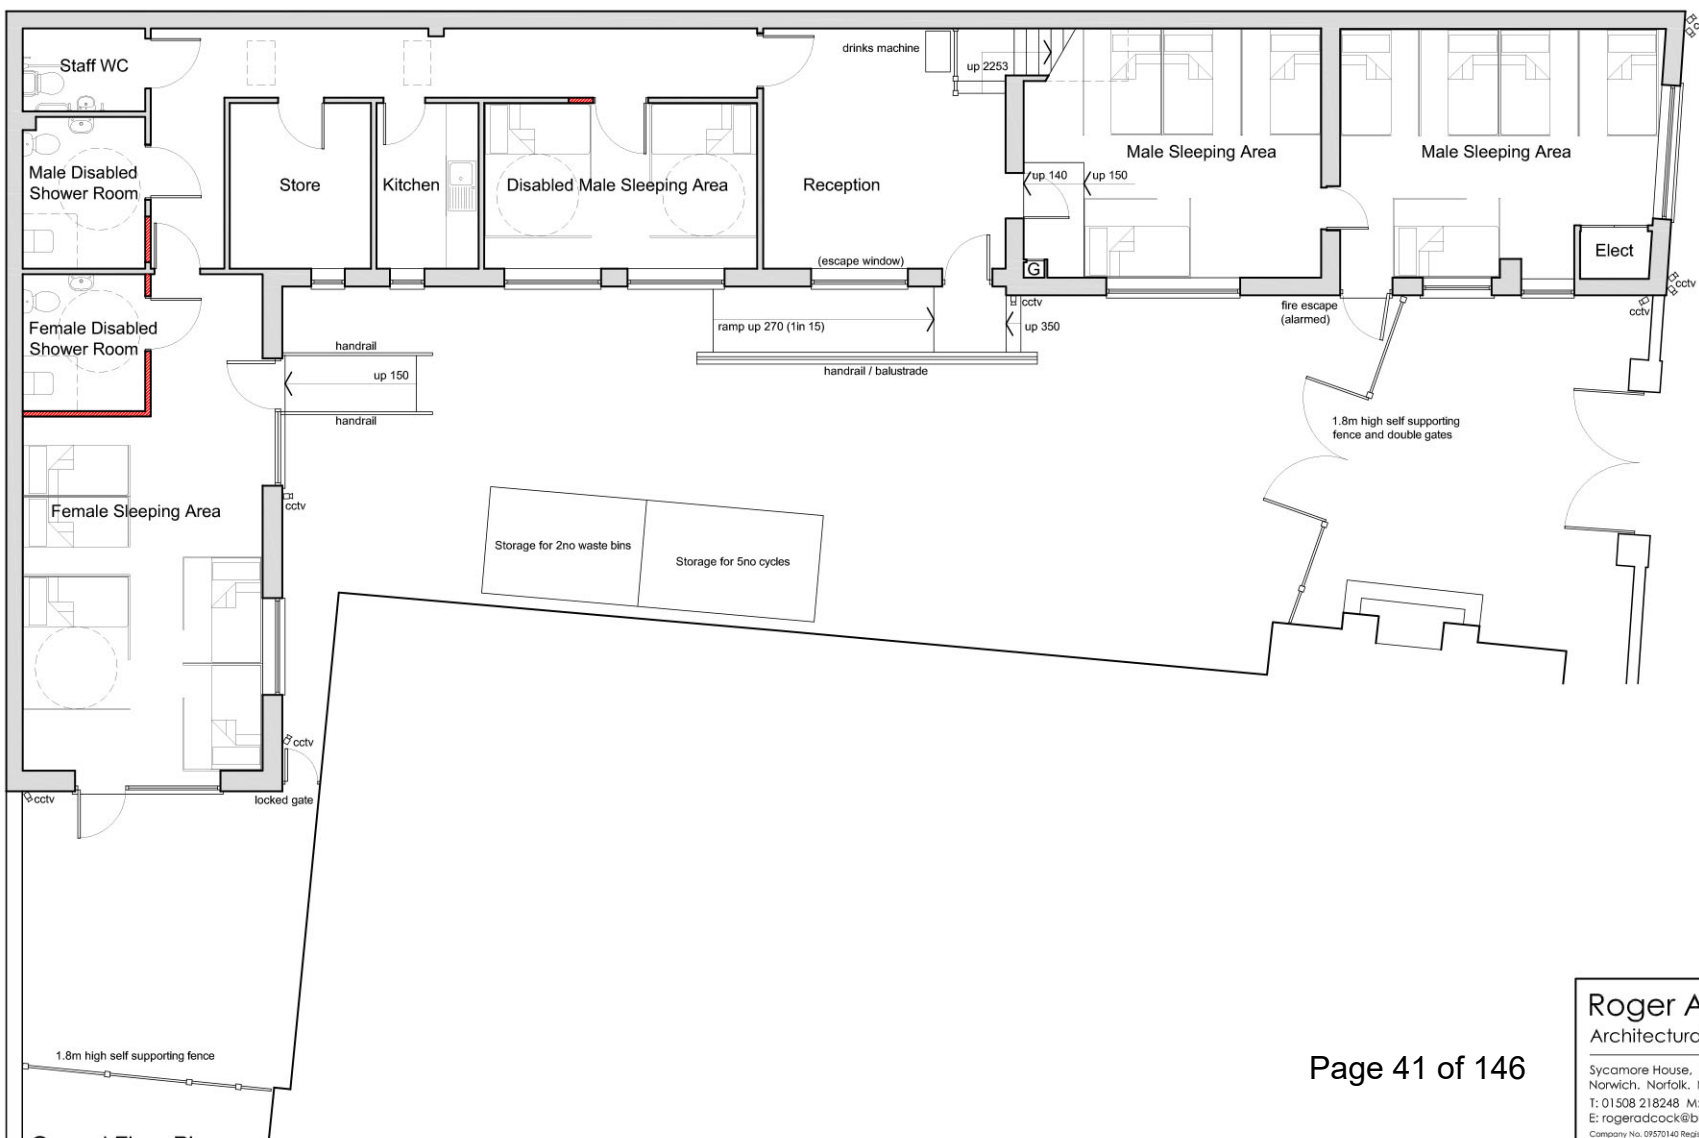 Staff WC
drinks machine
up 2253
Male Disabled
Shower Room
Store
Kitchen
Disabled Male Sleeping Area
Reception
(escape window)
Male Sleeping Area
up 140
up 150
G
Male Sleeping Area
Elect
cctv
cctv
cctv
fire escape
(alarmed)
Female Disabled
Shower Room
handrail
up 150
handrail
ramp up 270 (1in 15)
up 350
handrail / balustrade
1.8m high self supporting
fence and double gates
cctv
Female Sleeping Area
Storage for 2no waste bins
Storage for 5no cycles
cctv
cctv
locked gate
1.8m high self supporting fence
Page 41 of 146
Roger A
Architectura
Sycamore House,
Norwich. Norfolk.
T: 01508 218248 M:
E: rogeradcock@b
Company No. 09570140 Regis